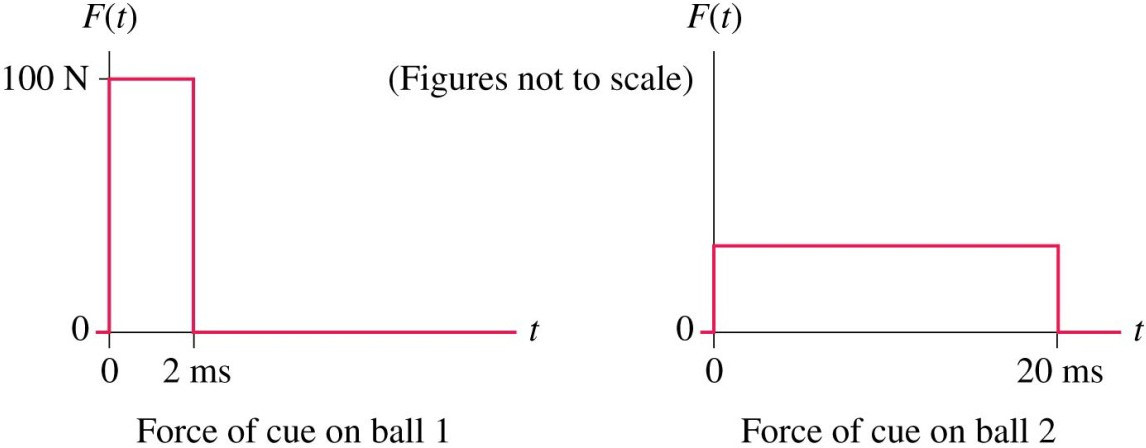 F(t)
100 N
0
0
2 ms
t
Force of cue on ball 1
(Figures not to scale)
F(t)
0
0
20 ms
t
Force of cue on ball 2